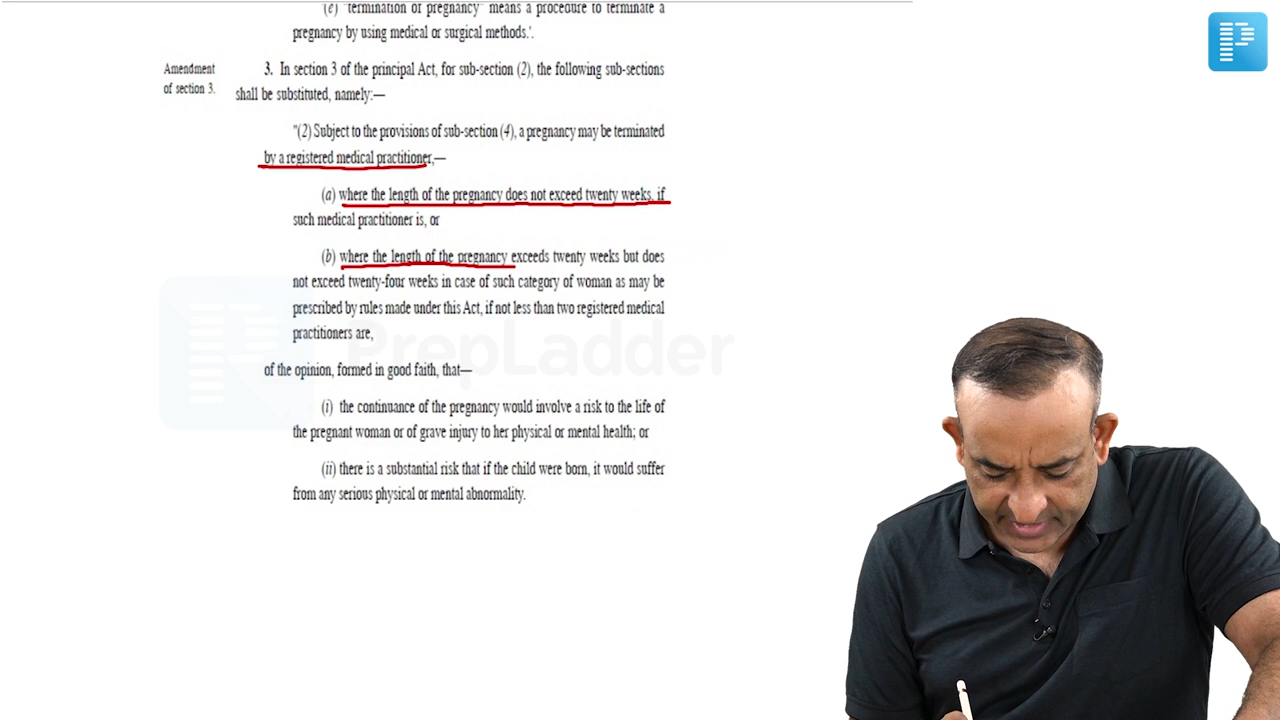 (e) "termination of pregnancy" means a procedure to terminate a
pregnancy by using medical or surgical methods.'.
Amendment
of section 3.
3. In section 3 of the principal Act, for sub-section (2), the following sub-sections
shall be substituted, namely:—
"(2) Subject to the provisions of sub-section (4), a pregnancy may be terminated
by a registered medical practitioner,—
(a) where the length of the pregnancy does not exceed twenty weeks, if
such medical practitioner is, or
(b) where the length of the pregnancy exceeds twenty weeks but does
not exceed twenty-four weeks in case of such category of woman as may be
prescribed by rules made under this Act, if not less than two registered medical
practitioners are,
PrepLadder
of the opinion, formed in good faith, that—
(i) the continuance of the pregnancy would involve a risk to the life of
the pregnant woman or of grave injury to her physical or mental health; or
(ii) there is a substantial risk that if the child were born, it would suffer
from any serious physical or mental abnormality.